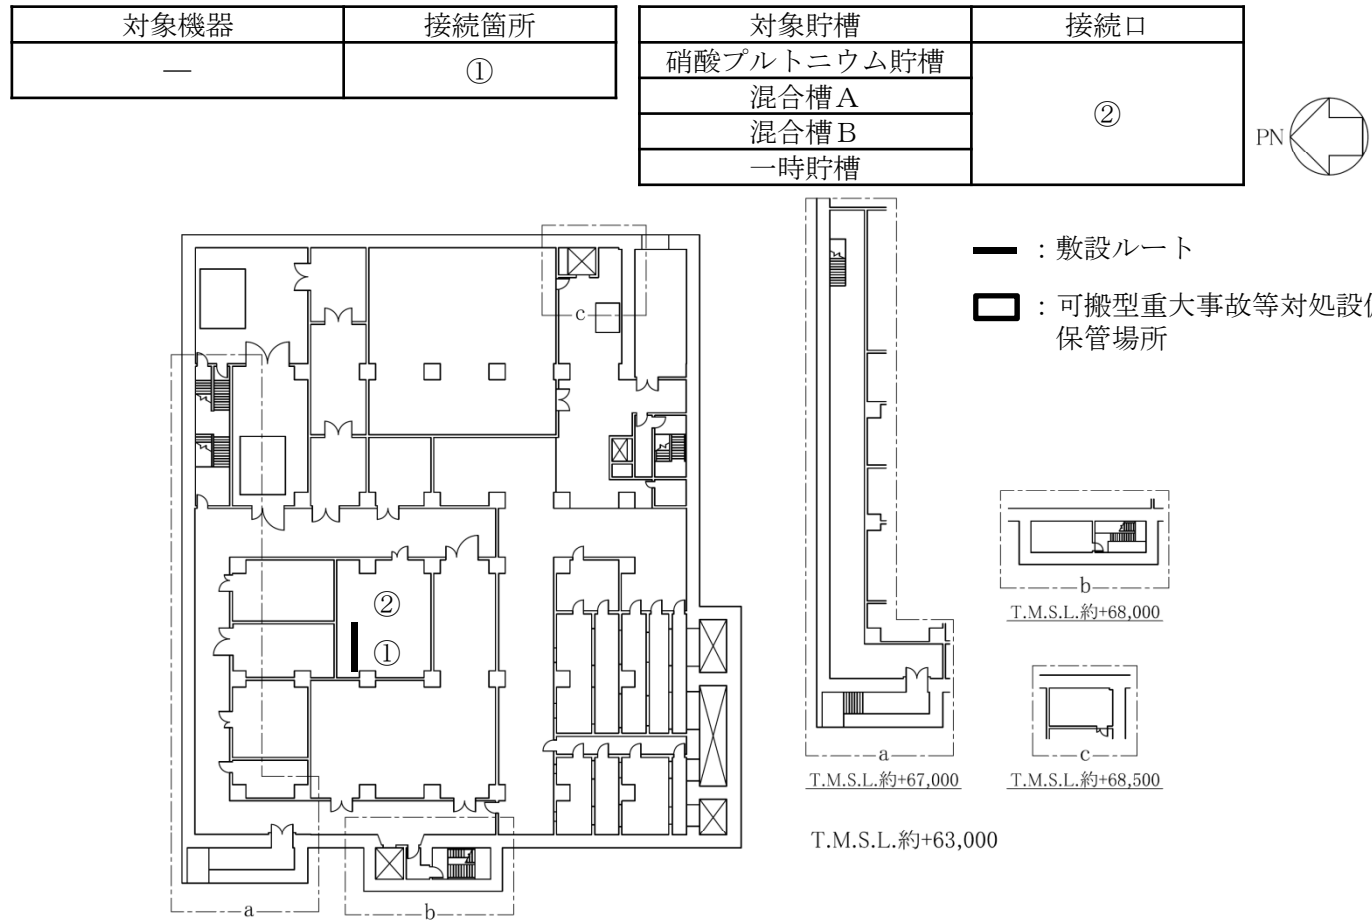 対象機器 接続箇所
— ①
対象貯槽 接続口
硝酸プルトニウム貯槽
混合槽A
混合槽B
一時貯槽
②
PN
：敷設ルート
：可搬型重大事故等対処設
保管場所
c
②
①
a
b
a
T.M.S.L.約+67,000
b
T.M.S.L.約+68,000
c
T.M.S.L.約+68,500
T.M.S.L.約+63,000